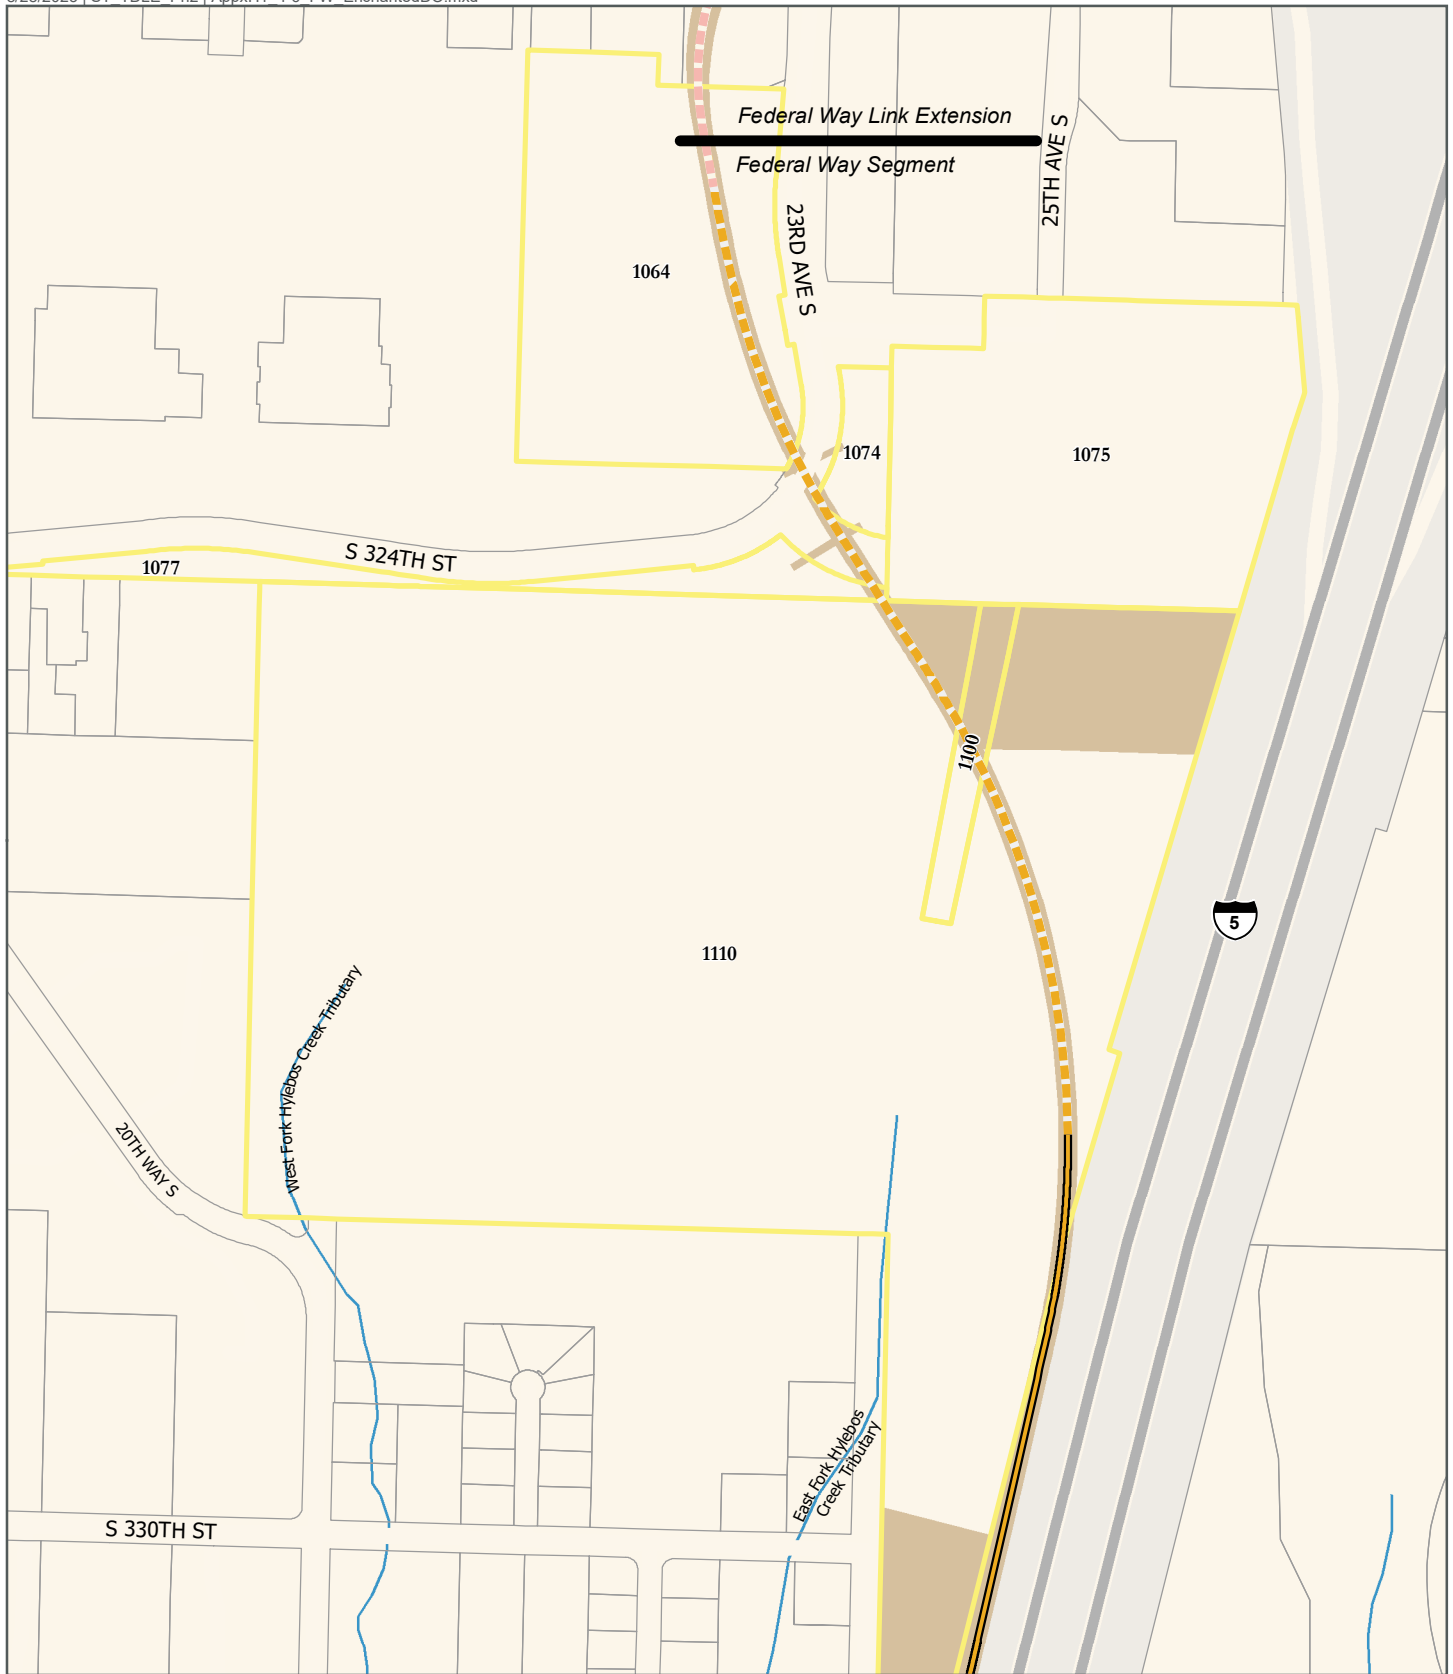 Federal Way Link Extension
Federal Way Segment
25TH AVE S
23RD AVE S
1064
1074
1075
S 324TH ST
1077
1100
5
1110
West Fork Hylebos Creek Tributary
20TH WAY S
East Fork Hylebos
Creek Tributary
S 330TH ST